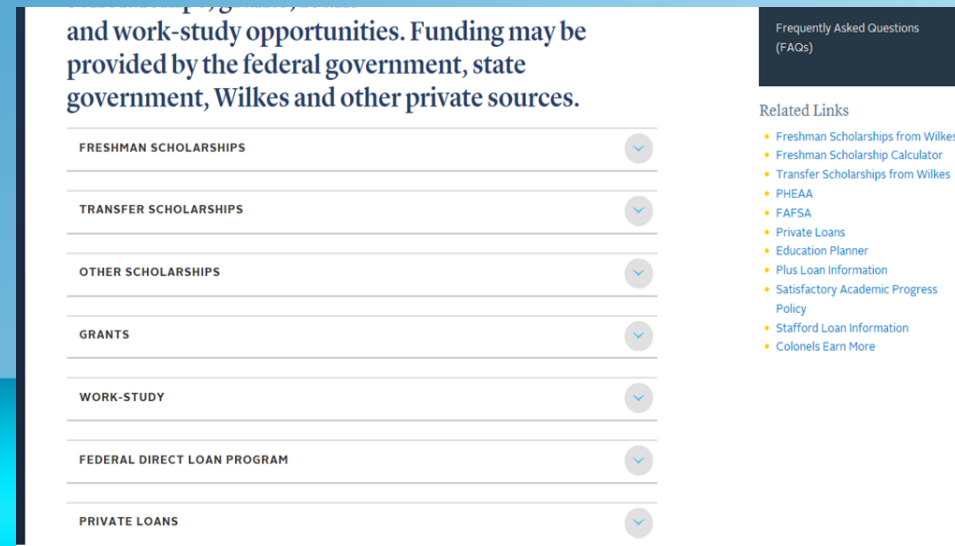 and work-study opportunities. Funding may be
provided by the federal government, state
government, Wilkes and other private sources.
FRESHMAN SCHOLARSHIPS
TRANSFER SCHOLARSHIPS
OTHER SCHOLARSHIPS
GRANTS
WORK-STUDY
FEDERAL DIRECT LOAN PROGRAM
PRIVATE LOANS
Frequently Asked Questions
(FAQs)
Related Links
Freshman Scholarships from Wilkes
Freshman Scholarship Calculator
Transfer Scholarships from Wilkes
PHEAA
FAFSA
Private Loans
Education Planner
Plus Loan Information
Satisfactory Academic Progress
Policy
Stafford Loan Information
Colonels Earn More